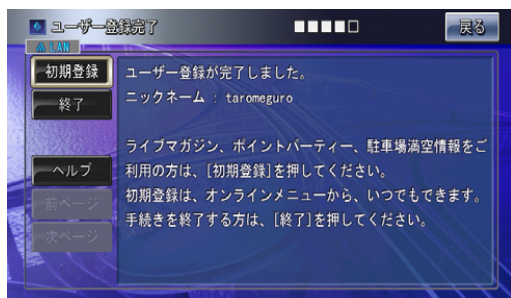 ユーザー登録完了
戻る
LAN
初期登録
終了
ヘルプ
前ページ
次ページ
ユーザー登録が完了しました。
ニックネーム : taromeguro
ライブマガジン、ポイントパーティー、駐車場満空情報をご
利用の方は、[初期登録]を押してください。
初期登録は、オンラインメニューから、いつでもできます。
手続きを終了する方は、[終了]を押してください。